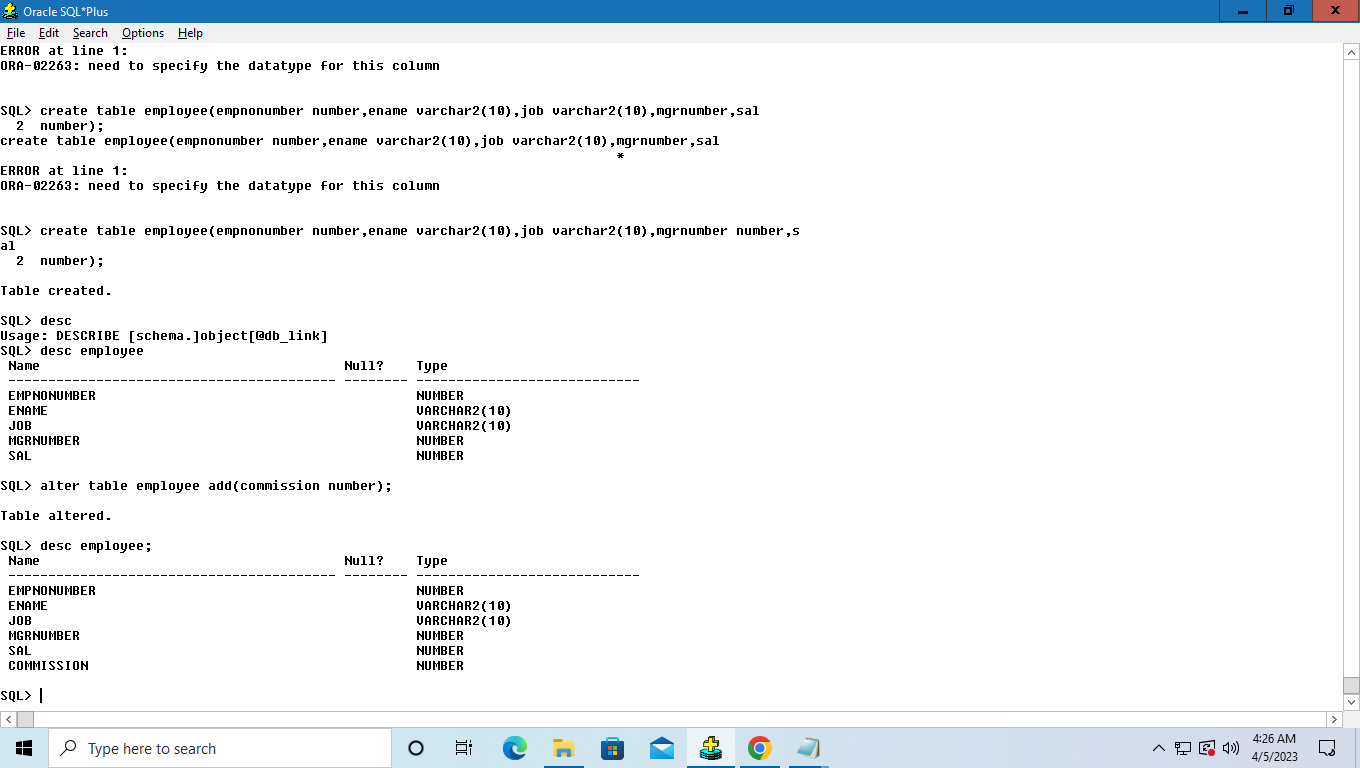 Oracle SQL*Plus
File Edit Search Options Help
ERROR at line 1:
ORA-02263: need to specify the datatype for this column
SQL> create table employee(empnonumber number,ename varchar2(10),job varchar2(10),mgrnumber,sal
2 number);
create table employee(empnonumber number,ename varchar2(10),job varchar2(10),mgrnumber,sal
*
ERROR at line 1:
ORA-02263: need to specify the datatype for this column
SQL> create table employee(empnonumber number,ename varchar2(10),job varchar2(10),mgrnumber number,s
al
2 number);
Table created.
SQL> desc
Usage: DESCRIBE [schema.]object[@db_link]
SQL> desc employee
Name Null? Type
----------------------------------------- -------- ----------------------------
EMPNONUMBER NUMBER
ENAME VARCHAR2(10)
JOB VARCHAR2(10)
MGRNUMBER NUMBER
SAL NUMBER
SQL> alter table employee add(commission number);
Table altered.
SQL> desc employee;
Name Null? Type
----------------------------------------- -------- ----------------------------
EMPNONUMBER NUMBER
ENAME VARCHAR2(10)
JOB VARCHAR2(10)
MGRNUMBER NUMBER
SAL NUMBER
COMMISSION NUMBER
SQL>
Type here to search
4:26 AM
4/5/2023